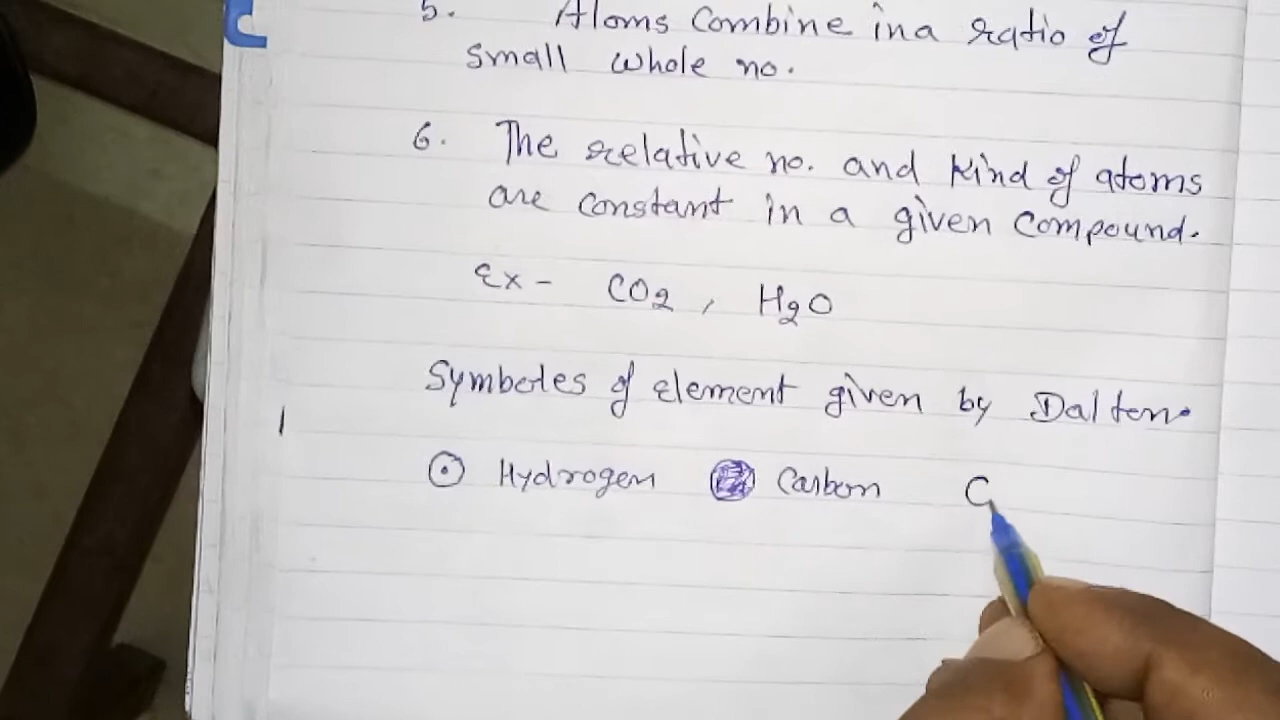 5. Atoms Combine in a ratio of
small whole no.
6. The relative no. and kind of atoms
are constant in a given compound.
Ex - CO2 , H2O
Symboles of element given by Dalton.
Hydrogen Carbon C